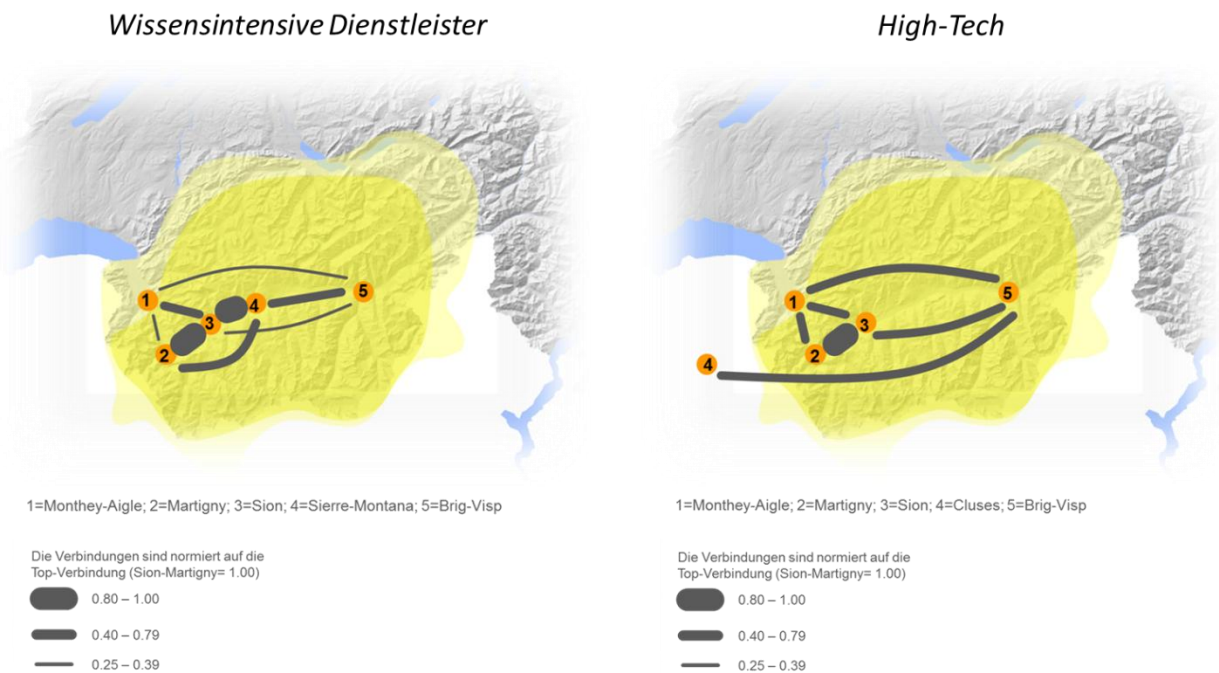 Wissensintensive Dienstleister
1
2
3
4
5
1=Monthey-Aigle; 2=Martigny; 3=Sion; 4=Sierre-Montana; 5=Brig-Visp
Die Verbindungen sind normiert auf die
Top-Verbindung (Sion-Martigny= 1.00)
0.80 – 1.00
0.40 – 0.79
0.25 – 0.39
High-Tech
1
2
3
4
5
1=Monthey-Aigle; 2=Martigny; 3=Sion; 4=Cluses; 5=Brig-Visp
Die Verbindungen sind normiert auf die
Top-Verbindung (Sion-Martigny= 1.00)
0.80 – 1.00
0.40 – 0.79
0.25 – 0.39